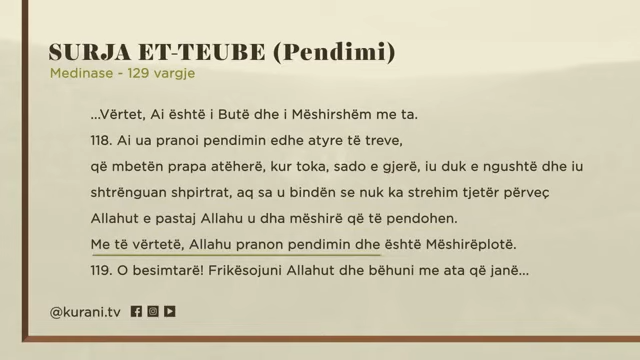 SURJA ET-TEUBE (Pendimi)
Medinase - 129 vargje
...Vërtet, Ai është i Butë dhe i Mëshirshëm me ta.
118. Ai ua pranoi pendimin edhe atyre të treve,
që mbetën prapa atëherë, kur toka, sado e gjerë, iu duk e ngushtë dhe iu
shtrënguan shpirtrat, aq sa u bindën se nuk ka strehim tjetër përveç
Allahut e pastaj Allahu u dha mëshirë që të pendohen.
Me të vërtetë, Allahu pranon pendimin dhe është Mëshirëplotë.
119. O besimtarë! Frikësojuni Allahut dhe bëhuni me ata që janë...
@kurani.tv